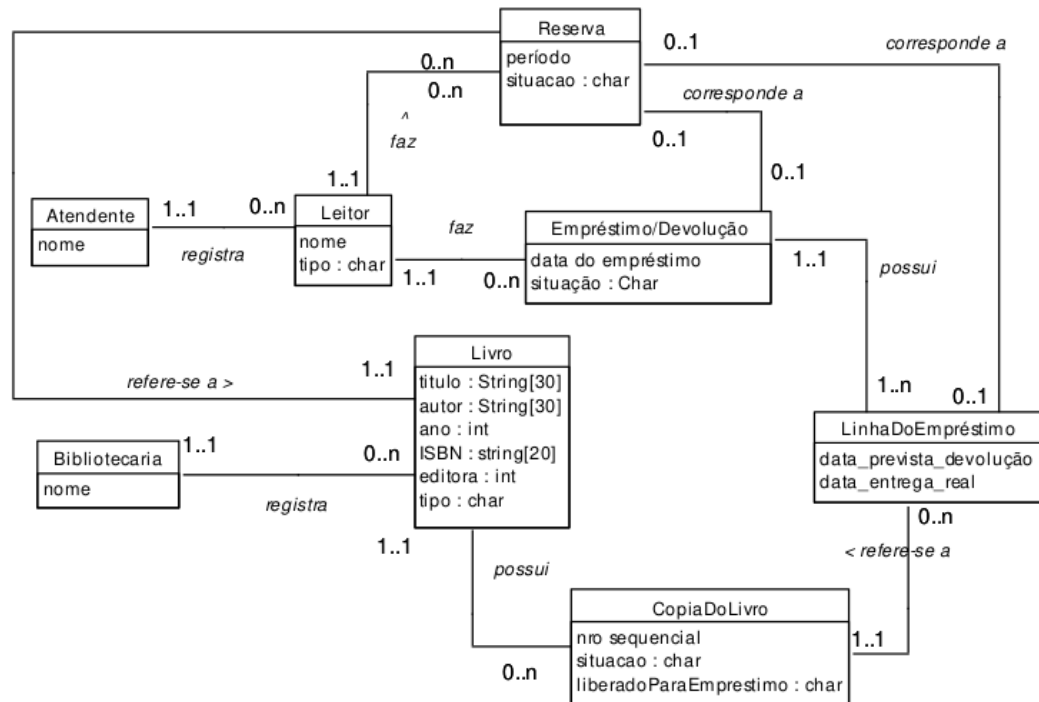 Reserva
período
situacao : char
0..1
corresponde a
0..n
0..n
corresponde a
^
faz
0..1
0..1
1..1
Atendente
nome
1..1
0..n
registra
Leitor
nome
tipo : char
faz
1..1
0..n
Empréstimo/Devolução
data do empréstimo
situação : Char
1..1
possui
1..n
0..1
refere-se a >
1..1
Livro
titulo : String[30]
autor : String[30]
ano : int
ISBN : string[20]
editora : int
tipo : char
LinhaDoEmpréstimo
data_prevista_devolução
data_entrega_real
Bibliotecaria
nome
1..1
0..n
registra
0..n
< refere-se a
1..1
possui
0..n
CopiaDoLivro
nro sequencial
situacao : char
liberadoParaEmprestimo : char
1..1